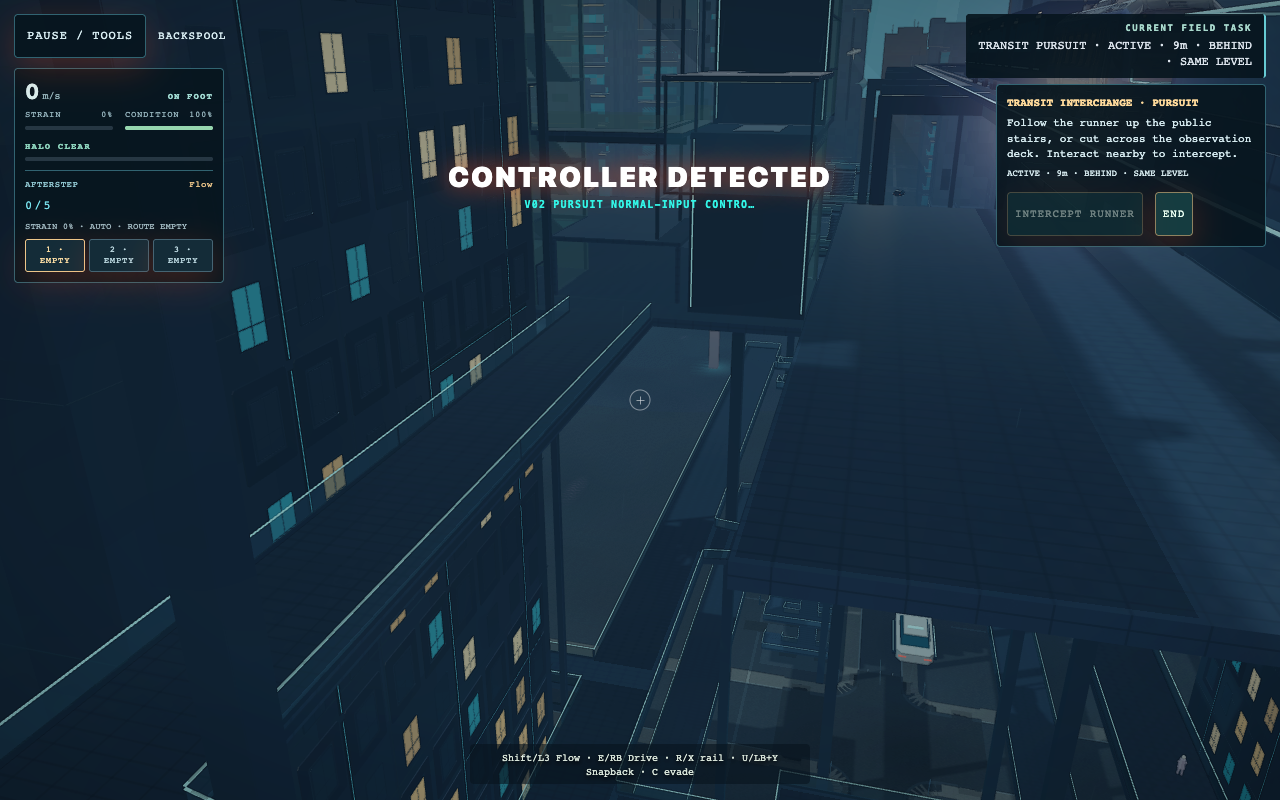 PAUSE / TOOLS
BACKSPOOL
0 m/s
ON FOOT
STRAIN 0%
CONDITION 100%
HALO CLEAR
AFTERSTEP
Flow
0/5
STRAIN 0% · AUTO · ROUTE EMPTY
1 · EMPTY
2 · EMPTY
3 · EMPTY
CONTROLLER DETECTED
V02 PURSUIT NORMAL-INPUT CONTRO…
CURRENT FIELD TASK
TRANSIT PURSUIT · ACTIVE · 9m · BEHIND
· SAME LEVEL
TRANSIT INTERCHANGE · PURSUIT
Follow the runner up the public
stairs, or cut across the observation
deck. Interact nearby to intercept.
ACTIVE · 9m · BEHIND · SAME LEVEL
INTERCEPT RUNNER
END
Shift/L3 Flow · E/RB Drive · R/X rail · U/LB+Y
Snapback · C evade